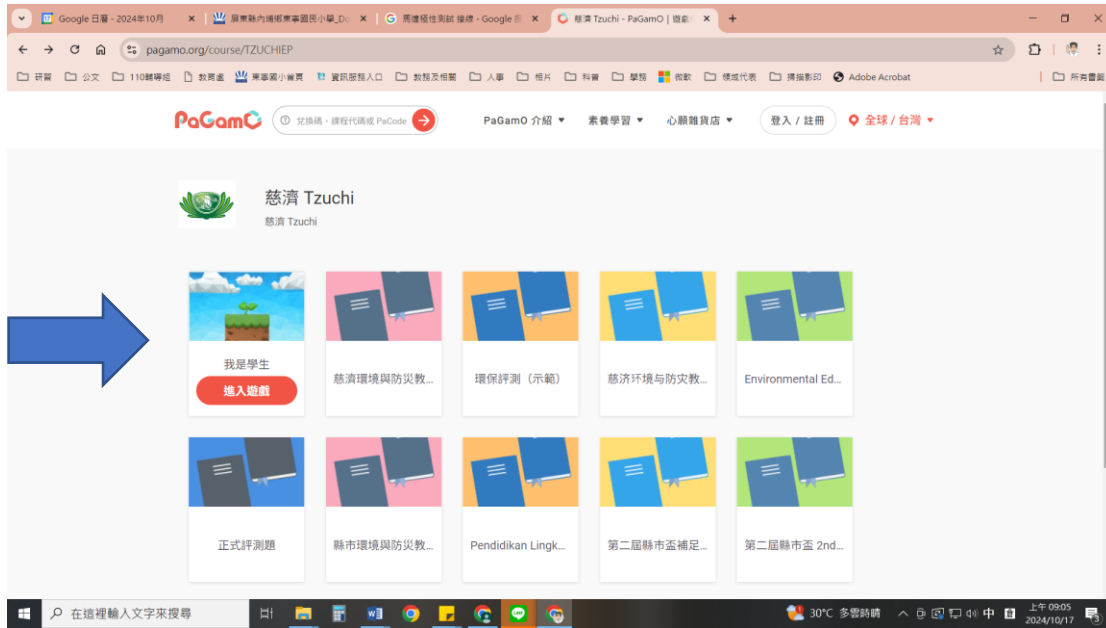 Google 日曆 - 2024年10月
屏東縣內埔鄉東寧國民小學_Dc
馬達極性測試 接線 - Google 
慈濟 Tzuchi - PaGamO | 遊戲
pagamo.org/course/TZUCHIEP
研習 公文 110輔導組 教育處 東寧國小首頁 資訊服務入口 教務及相關 人事 相片 科普 學務 微軟 領域代表 掃描影印 Adobe Acrobat 所有書籤
PaGamO 兌換碼、課程代碼或 PaCode PaGamO 介紹 素養學習 心願雜貨店 登入 / 註冊 全球 / 台灣
慈濟 Tzuchi
慈濟 Tzuchi
我是學生
進入遊戲
慈濟環境與防災教...
環保評測（示範）
慈济环境与防灾教...
Environmental Ed...
正式評測題
縣市環境與防災教...
Pendidikan Lingk...
第二屆縣市盃補足...
第二屆縣市盃 2nd...
在這裡輸入文字來搜尋
30°C 多雲時晴
中
上午 09:05
2024/10/17
3